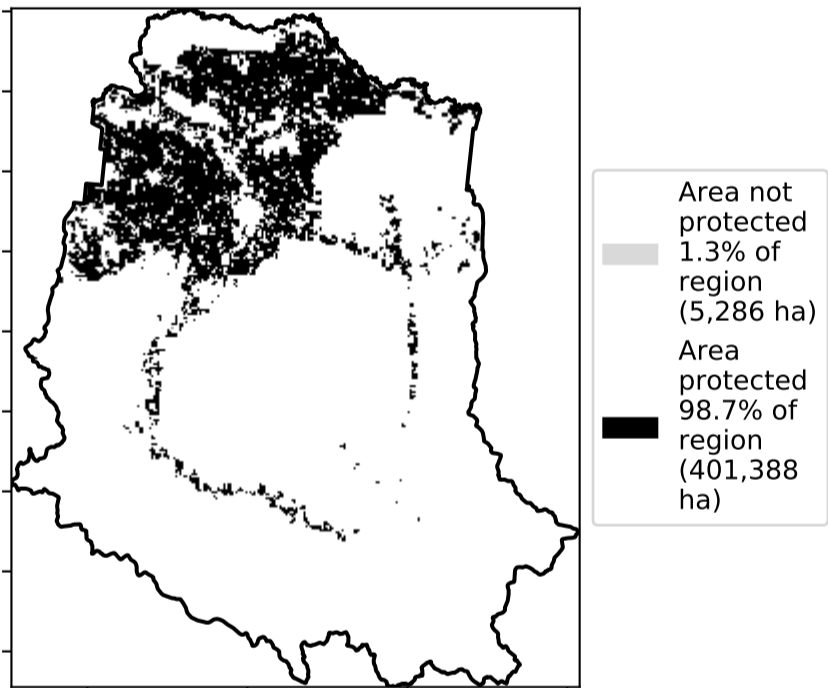 Area not
protected
1.3% of
region
(5,286 ha)
Area
protected
98.7% of
region
(401,388
ha)